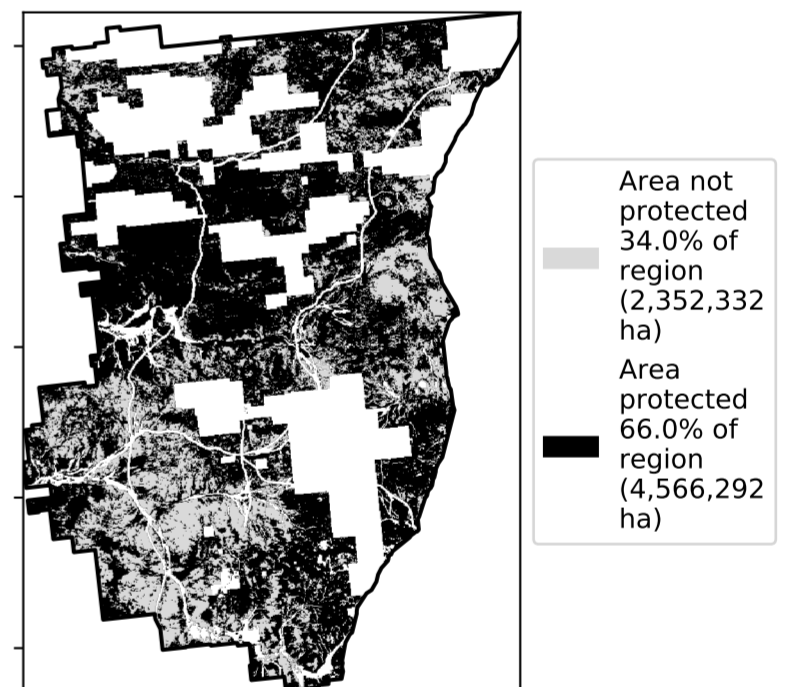 Area not
protected
34.0% of
region
(2,352,332
ha)
Area
protected
66.0% of
region
(4,566,292
ha)